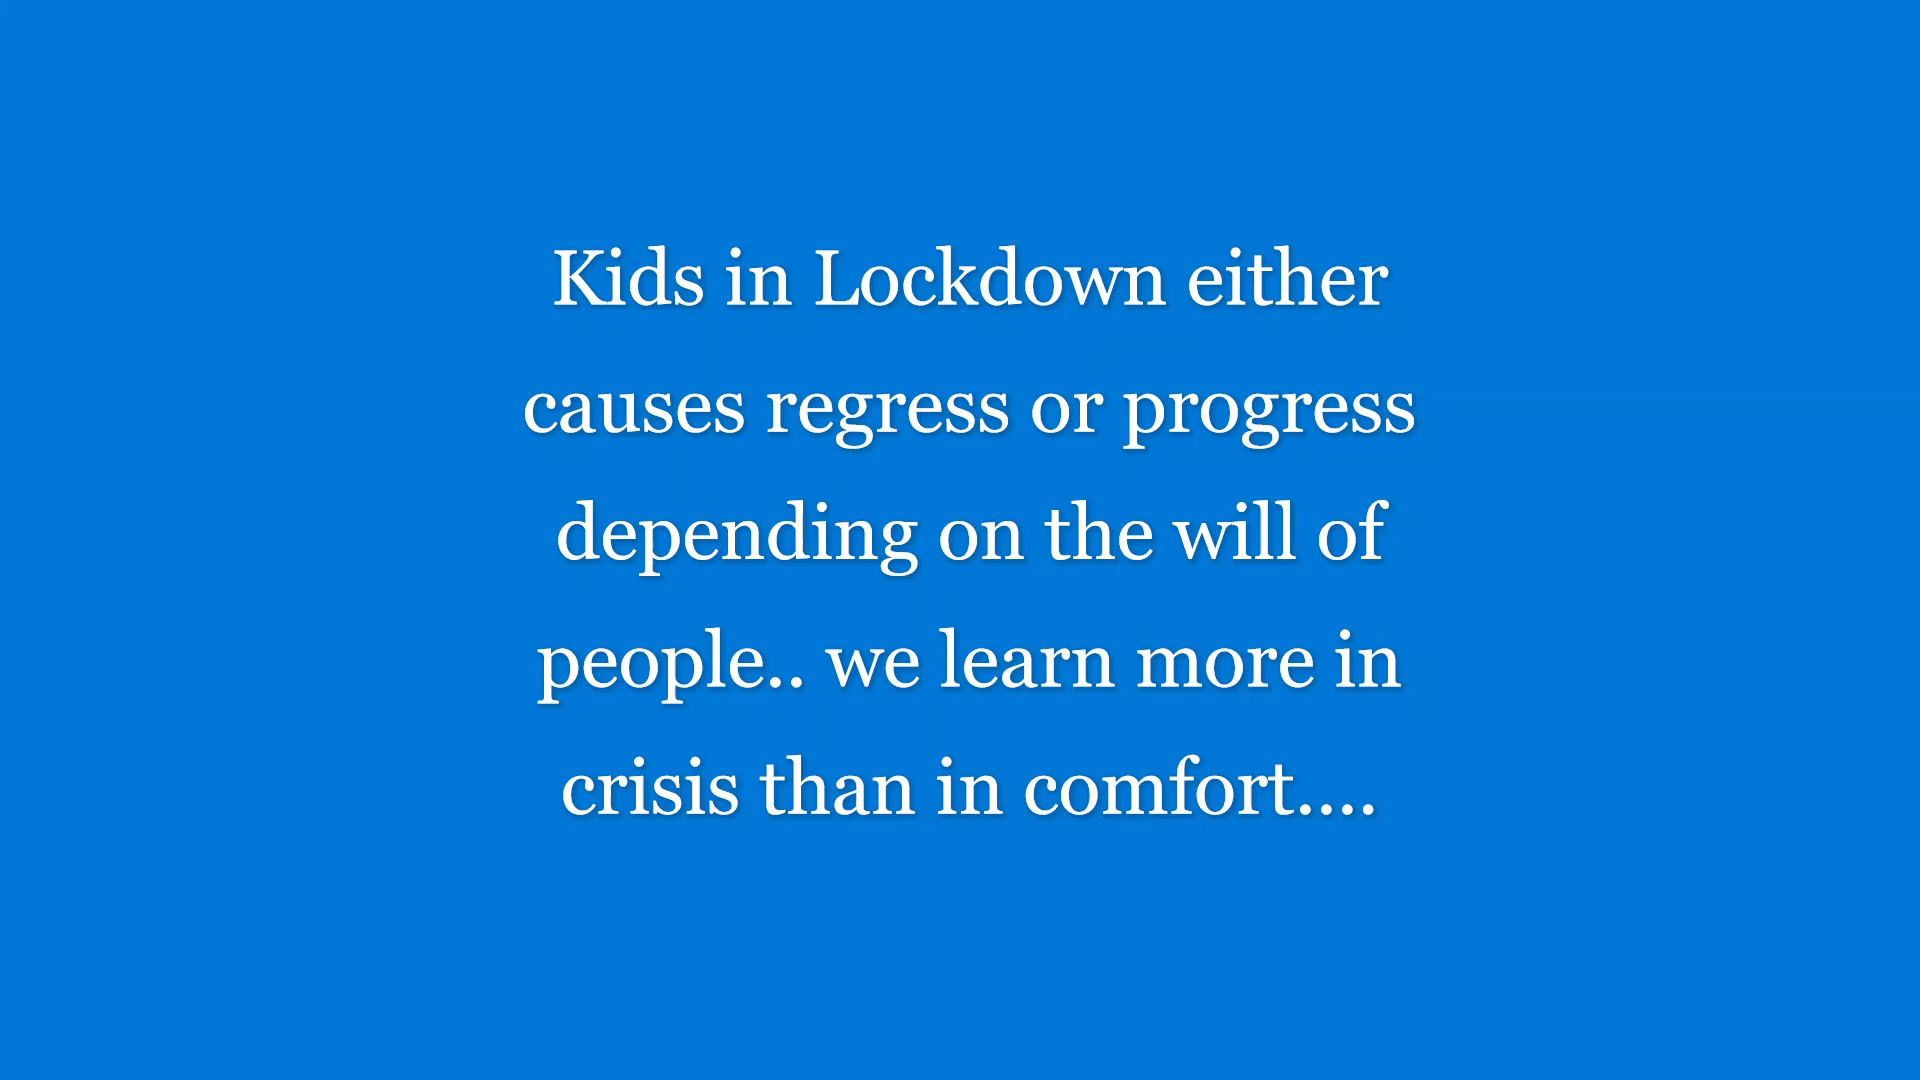 Kids in Lockdown either
causes regress or progress
depending on the will of
people.. we learn more in
crisis than in comfort....